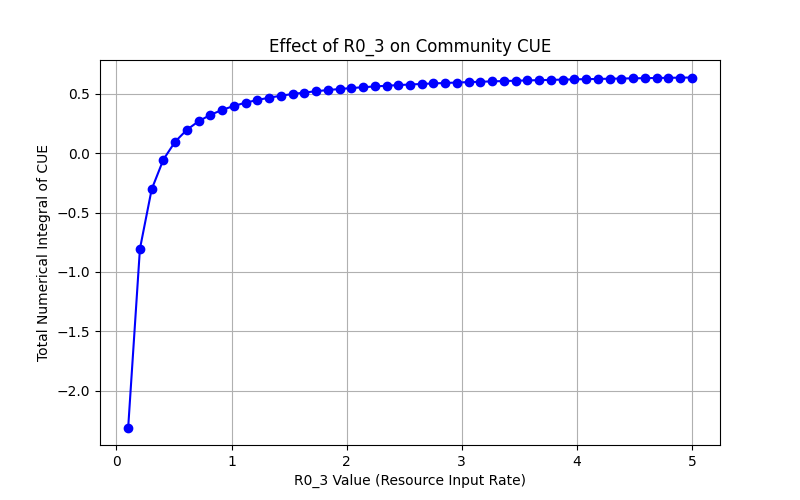 Effect of R0_3 on Community CUE
Total Numerical Integral of CUE
0.5
0.0
−0.5
−1.0
−1.5
−2.0
0 1 2 3 4 5
R0_3 Value (Resource Input Rate)